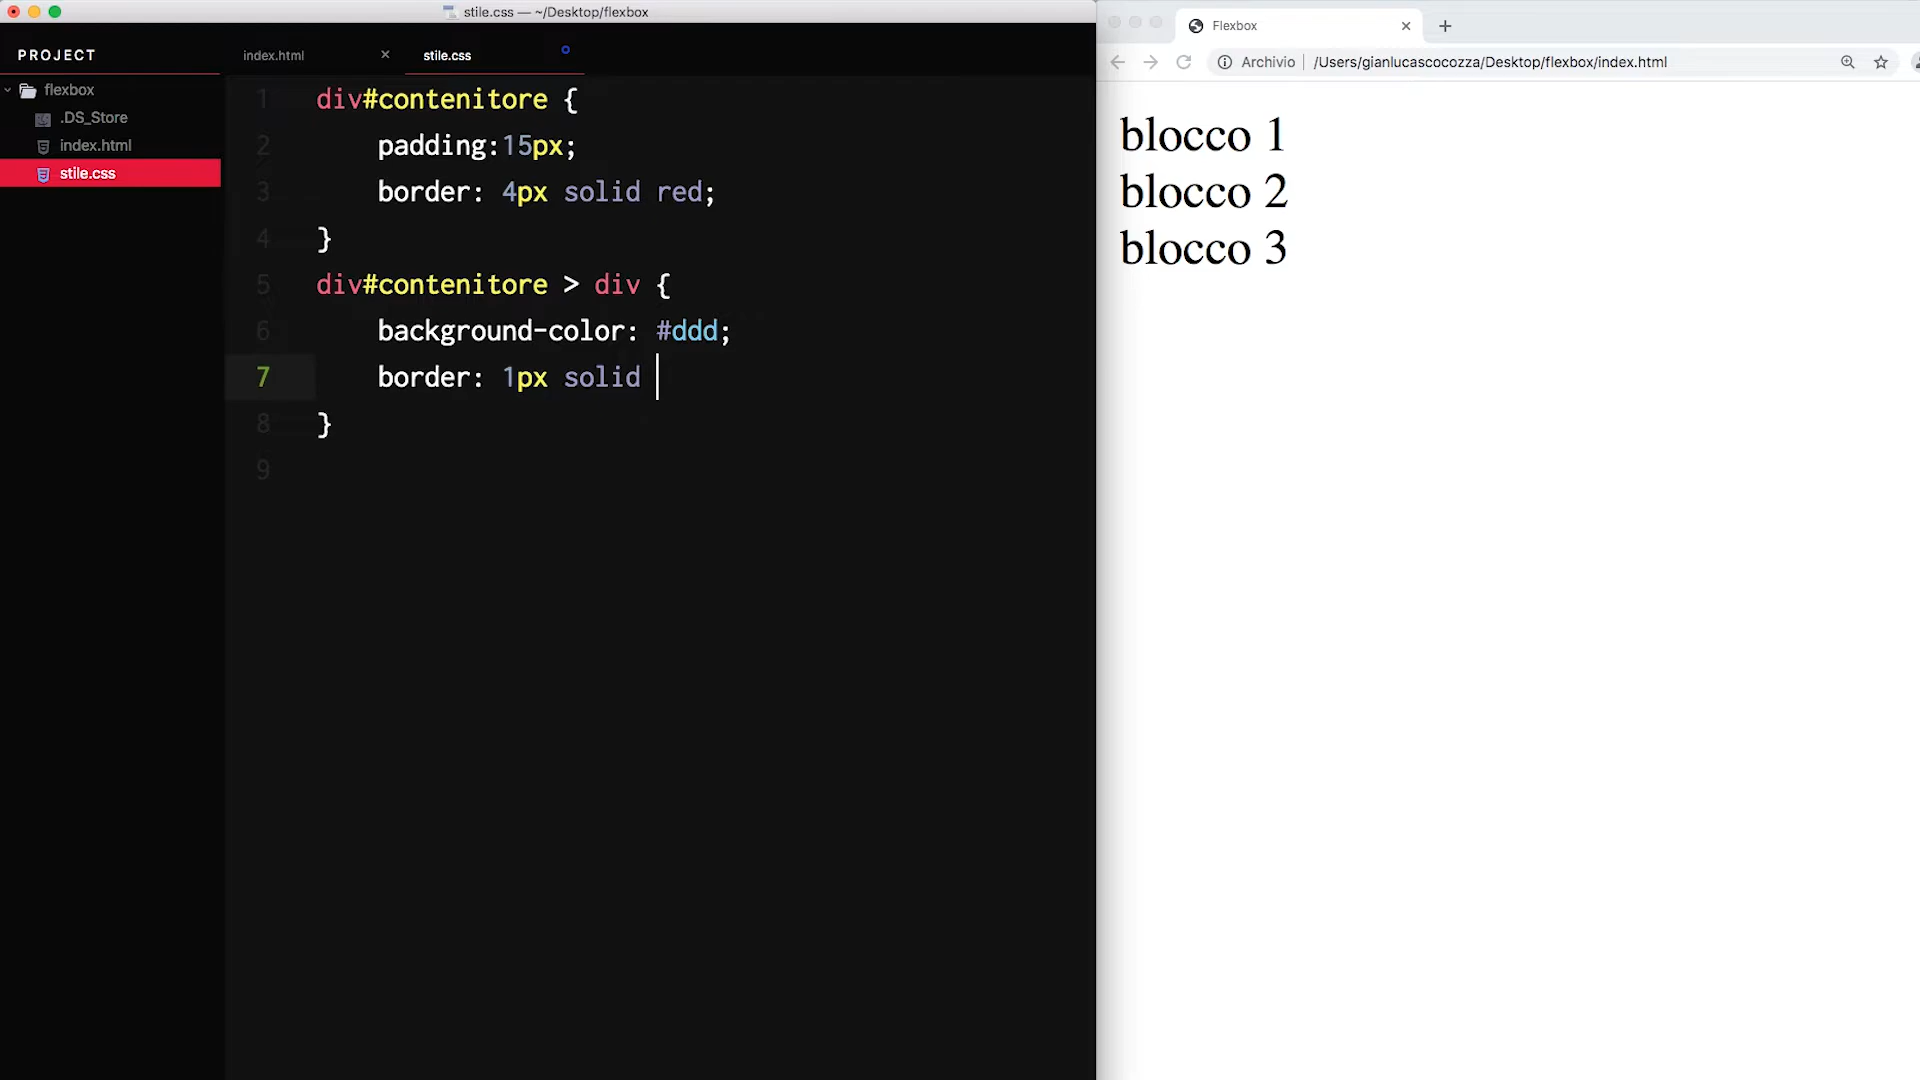 stile.css — ~/Desktop/flexbox
PROJECT
flexbox
.DS_Store
index.html
stile.css
index.html
stile.css
1 div#contenitore {
2 padding:15px;
3 border: 4px solid red;
4 }
5 div#contenitore > div {
6 background-color: #ddd;
7 border: 1px solid
8 }
9
Flexbox
Archivio | /Users/gianlucascocozza/Desktop/flexbox/index.html
blocco 1
blocco 2
blocco 3